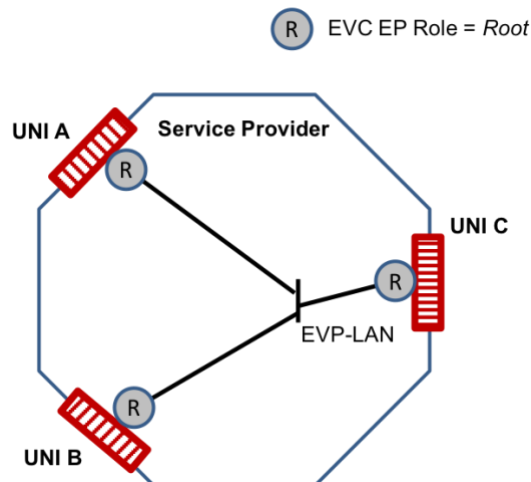 R EVC EP Role = Root
UNI A
Service Provider
R
UNI C
R
EVP-LAN
R
UNI B